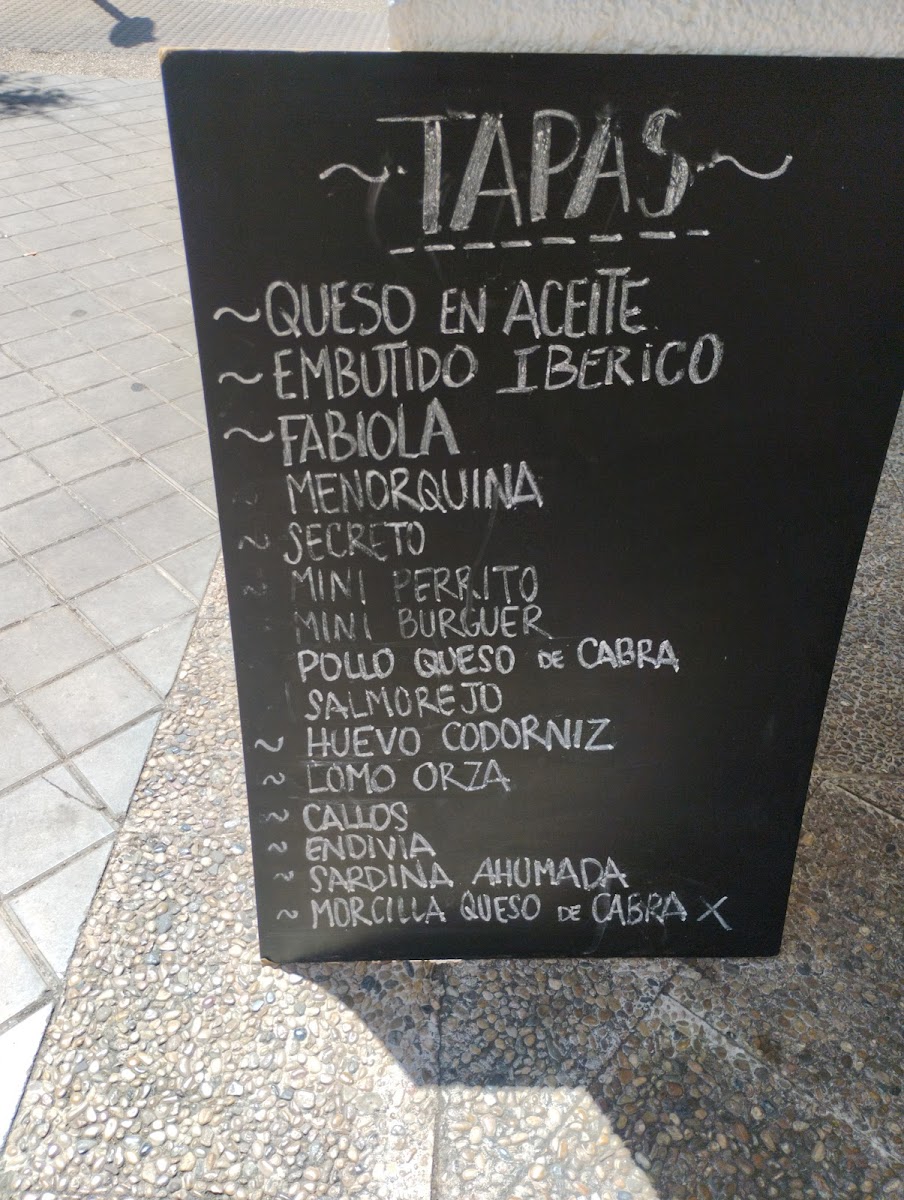 ~ TAPAS ~
~ QUESO EN ACEITE
~ EMBUTIDO IBERICO
~ FABIOLA
MENORQUINA
~ SECRETO
~ MINI PERRITO
MINI BURGUER
POLLO QUESO DE CABRA
SALMOREJO
~ HUEVO CODORNIZ
~ LOMO ORZA
~ CALLOS
~ ENDIVIA
~ SARDINA AHUMADA
~ MORCILLA QUESO DE CABRA X